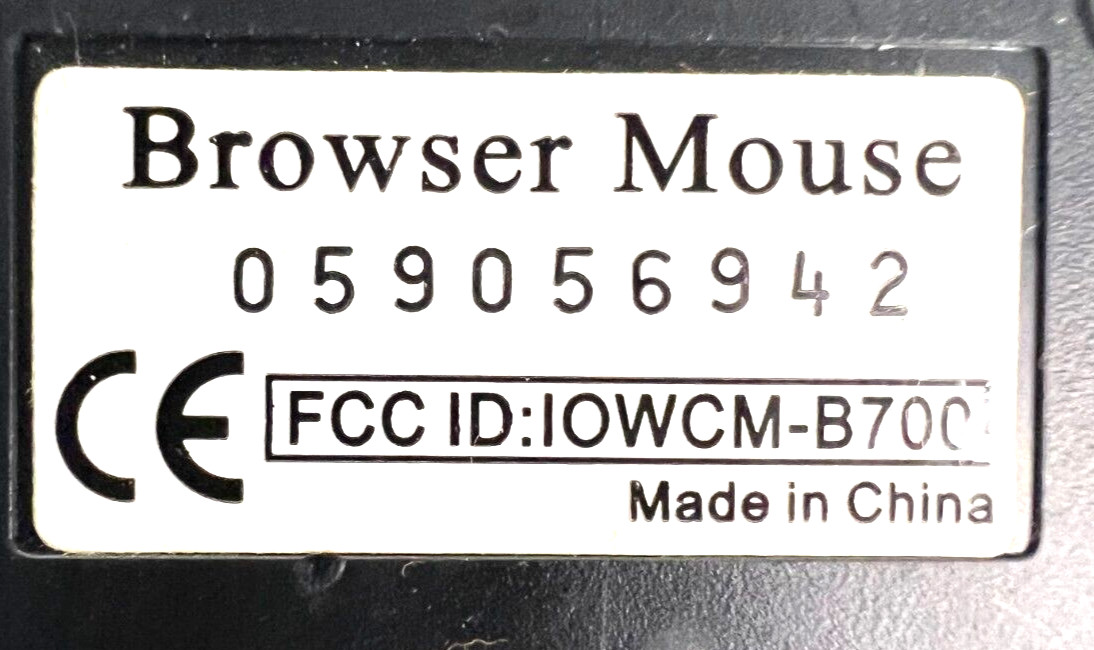 Browser Mouse
059056942
CE FCC ID:IOWCM-B700
Made in China